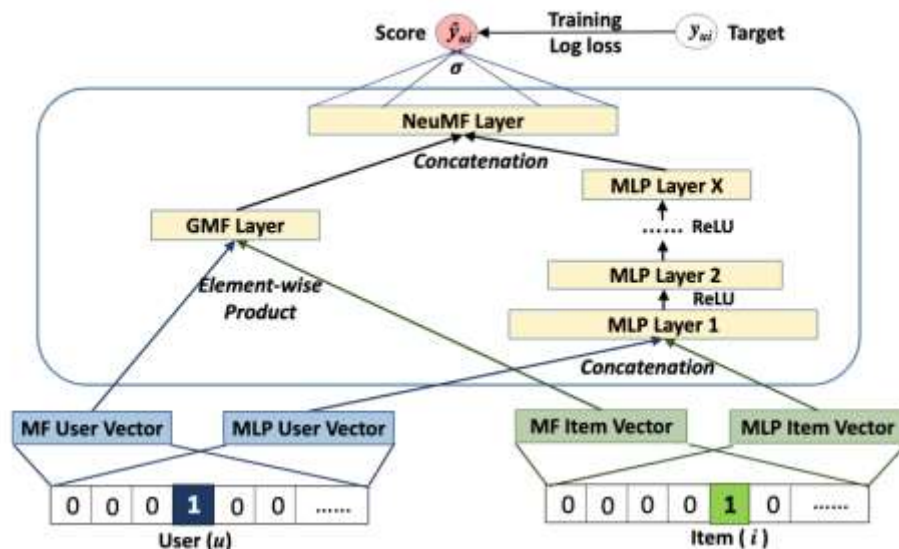 Score ŷui Training yui Target
Log loss
σ
NeuMF Layer
Concatenation
MLP Layer X
GMF Layer
...... ReLU
Element-wise
Product
MLP Layer 2
ReLU
MLP Layer 1
Concatenation
MF User Vector MLP User Vector MF Item Vector MLP Item Vector
0 0 0 1 0 0 ...... 0 0 0 0 1 0 ......
User (u) Item ( i )